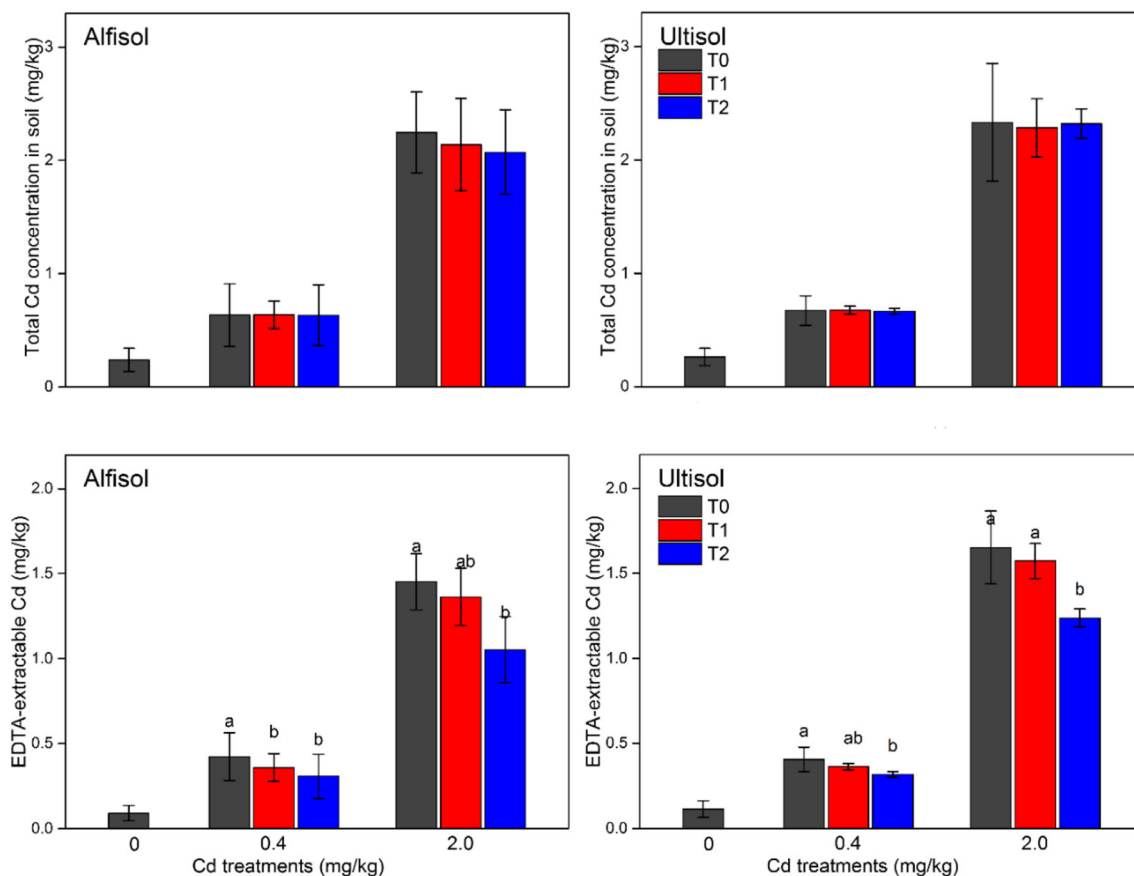 Alfisol
Total Cd concentration in soil (mg/kg)
3
2
1
0
Ultisol
T0
T1
T2
Total Cd concentration in soil (mg/kg)
3
2
1
0
Alfisol
EDTA-extractable Cd (mg/kg)
2.0
1.5
1.0
0.5
0.0
a
b
b
a
ab
b
0
0.4
2.0
Cd treatments (mg/kg)
Ultisol
T0
T1
T2
EDTA-extractable Cd (mg/kg)
2.0
1.5
1.0
0.5
0.0
a
ab
b
a
a
b
0
0.4
2.0
Cd treatments (mg/kg)